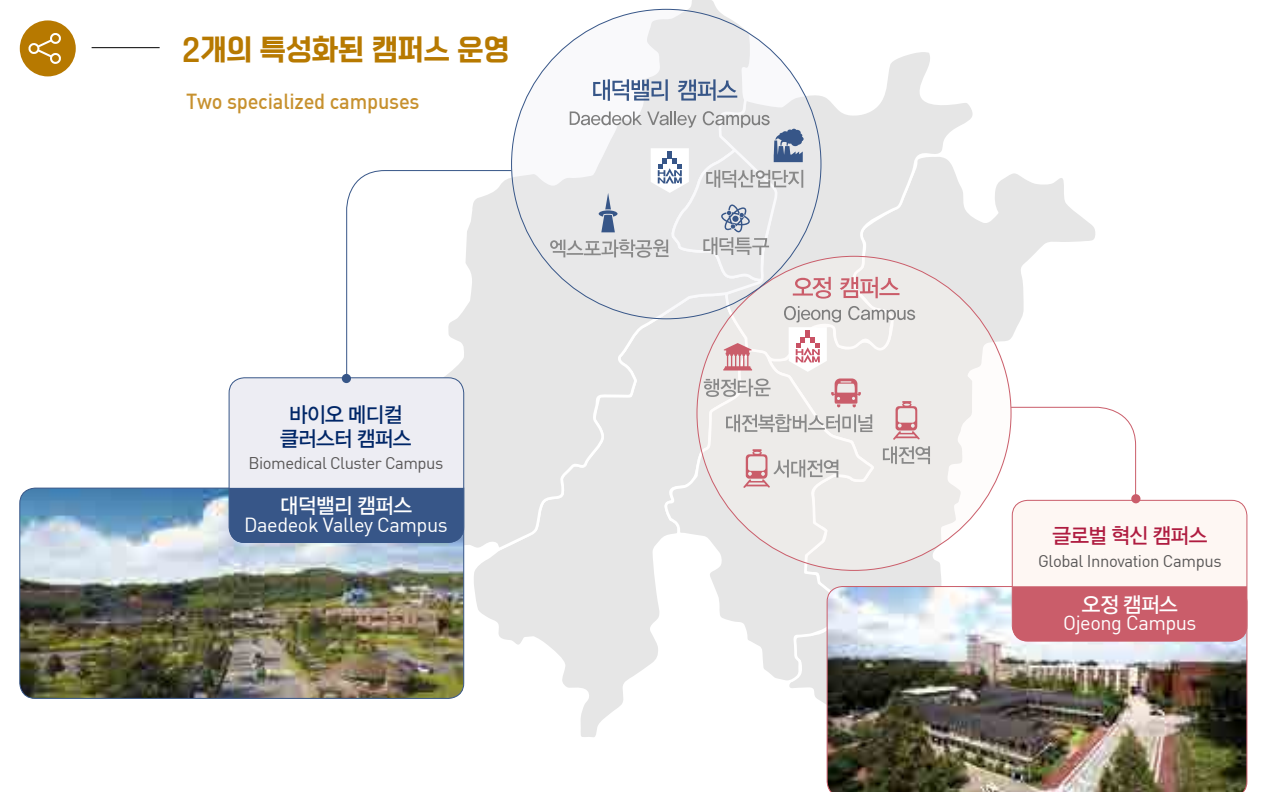 2개의 특성화된 캠퍼스 운영
Two specialized campuses
대덕밸리 캠퍼스
Daedeok Valley Campus
HAN
NAM
대덕산업단지
엑스포과학공원
대덕특구
오정 캠퍼스
Ojeong Campus
HAN
NAM
행정타운
대전복합버스터미널
대전역
서대전역
바이오 메디컬
클러스터 캠퍼스
Biomedical Cluster Campus
대덕밸리 캠퍼스
Daedeok Valley Campus
글로벌 혁신 캠퍼스
Global Innovation Campus
오정 캠퍼스
Ojeong Campus